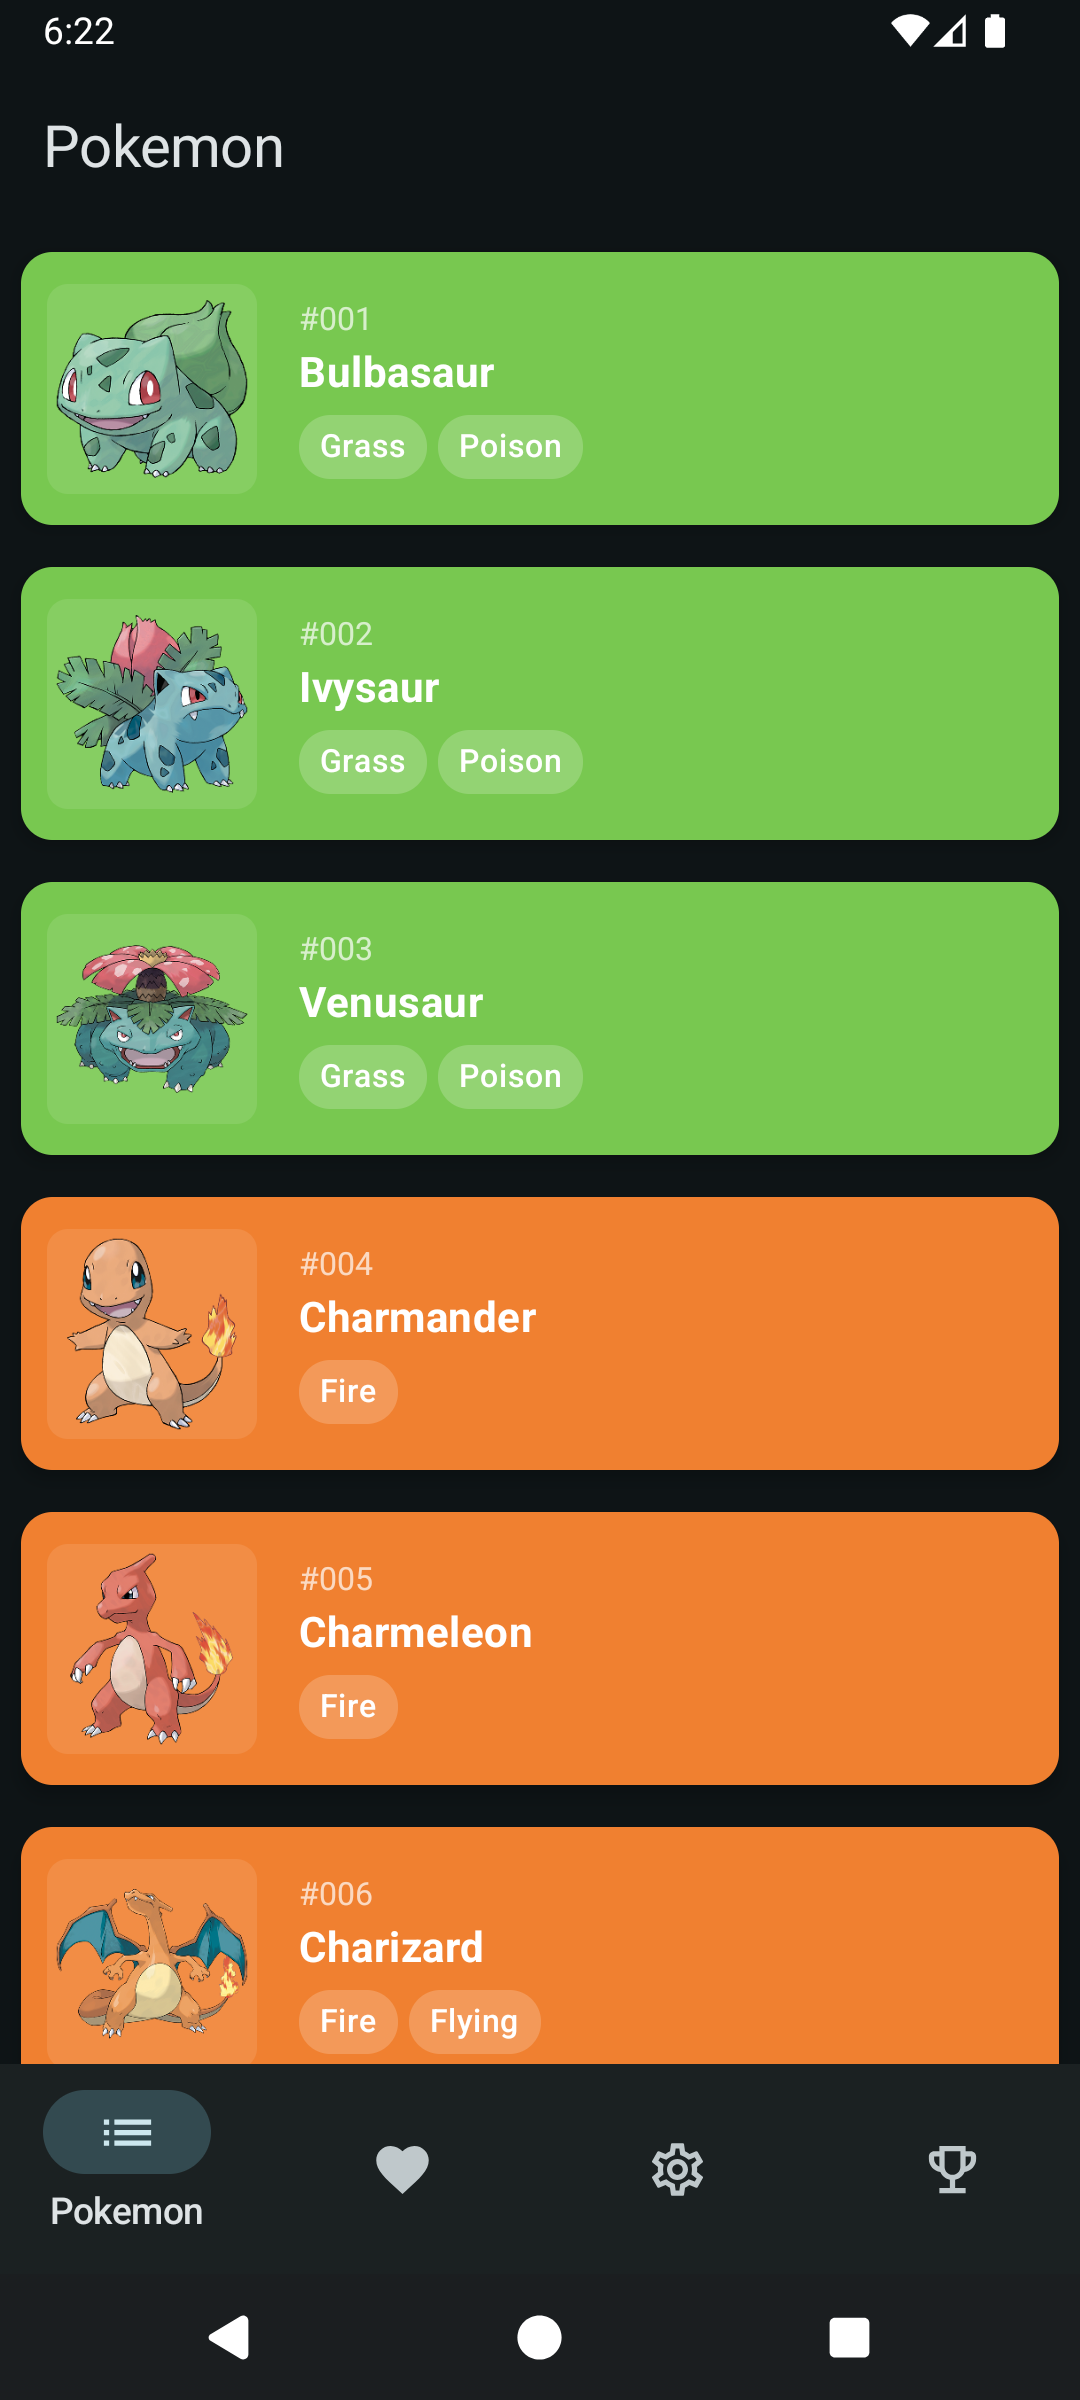 6:22
Pokemon
#001
Bulbasaur
Grass Poison
#002
Ivysaur
Grass Poison
#003
Venusaur
Grass Poison
#004
Charmander
Fire
#005
Charmeleon
Fire
#006
Charizard
Fire Flying
Pokemon